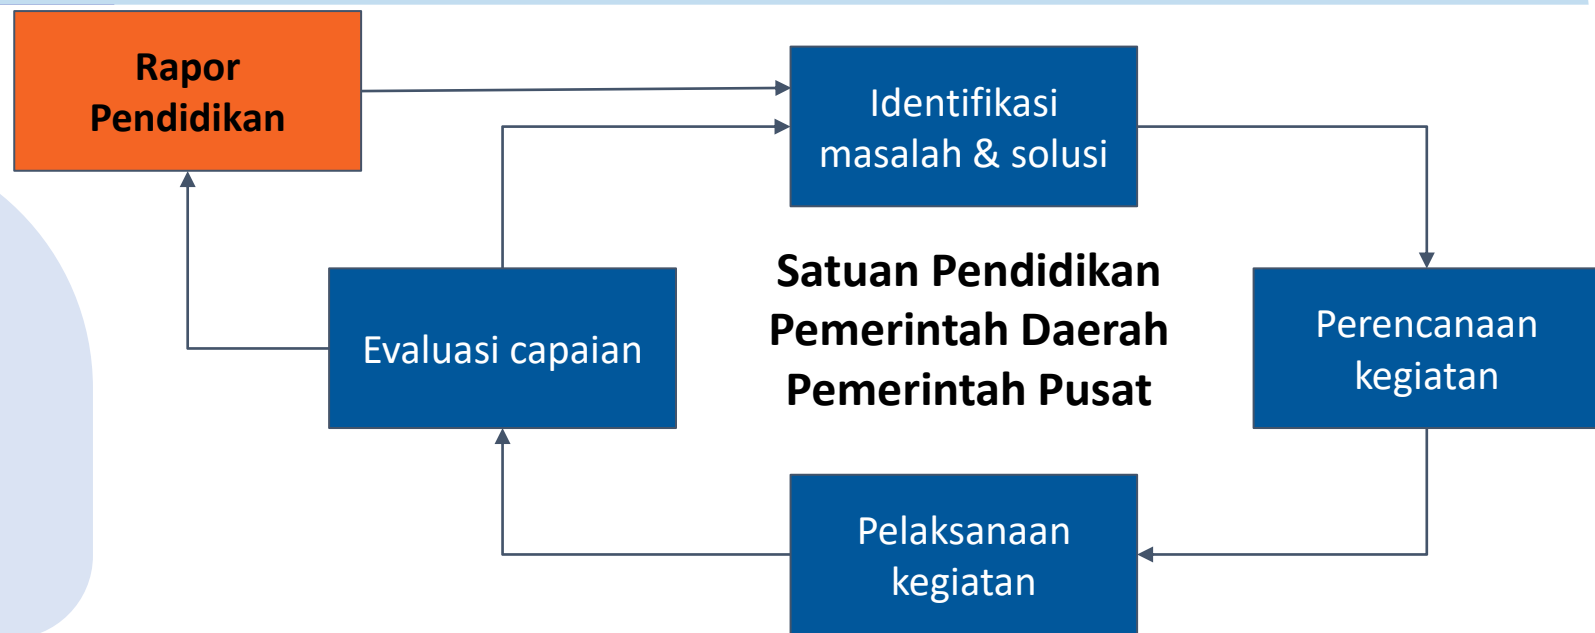 Rapor
Pendidikan
Identifikasi
masalah & solusi
Satuan Pendidikan
Pemerintah Daerah
Pemerintah Pusat
Evaluasi capaian
Perencanaan
kegiatan
Pelaksanaan
kegiatan